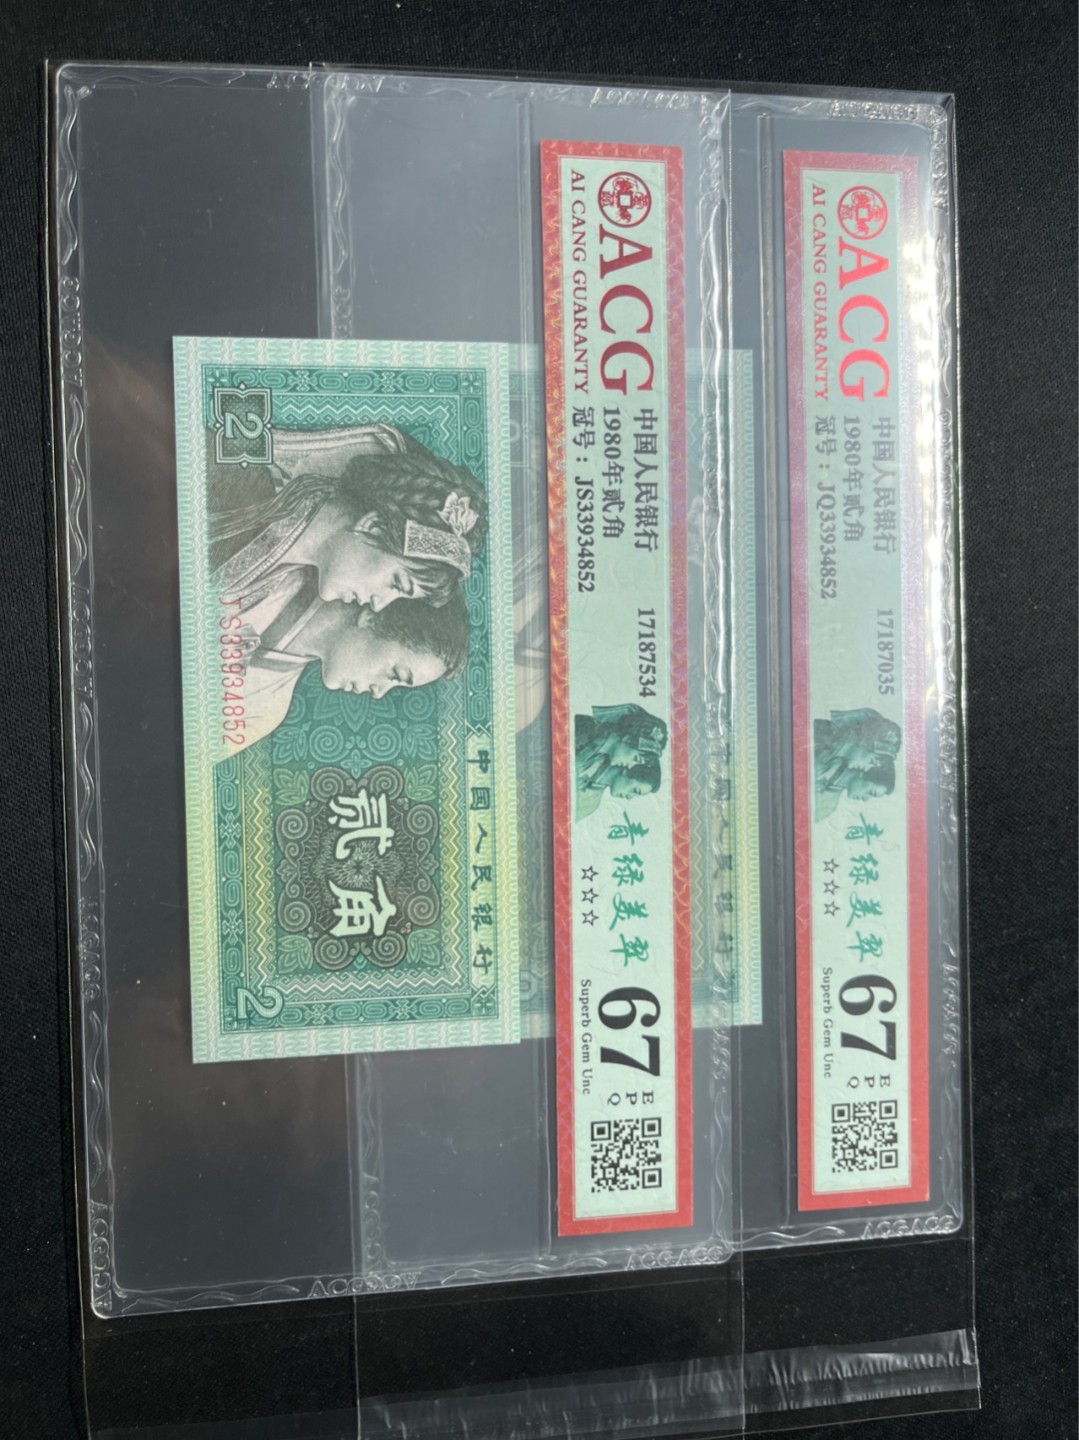 ACG
AI CANG GUARANTY
中国人民银行 17187035
1980年贰角
冠号：JQ33934852
青绿美翠
☆☆☆
67 EPQ
Superb Gem Unc
ACG
AI CANG GUARANTY
中国人民银行 17187534
1980年贰角
冠号：JS33934852
青绿美翠
☆☆☆
67 EPQ
Superb Gem Unc
中国人民银行
贰角
2
JS33934852
2